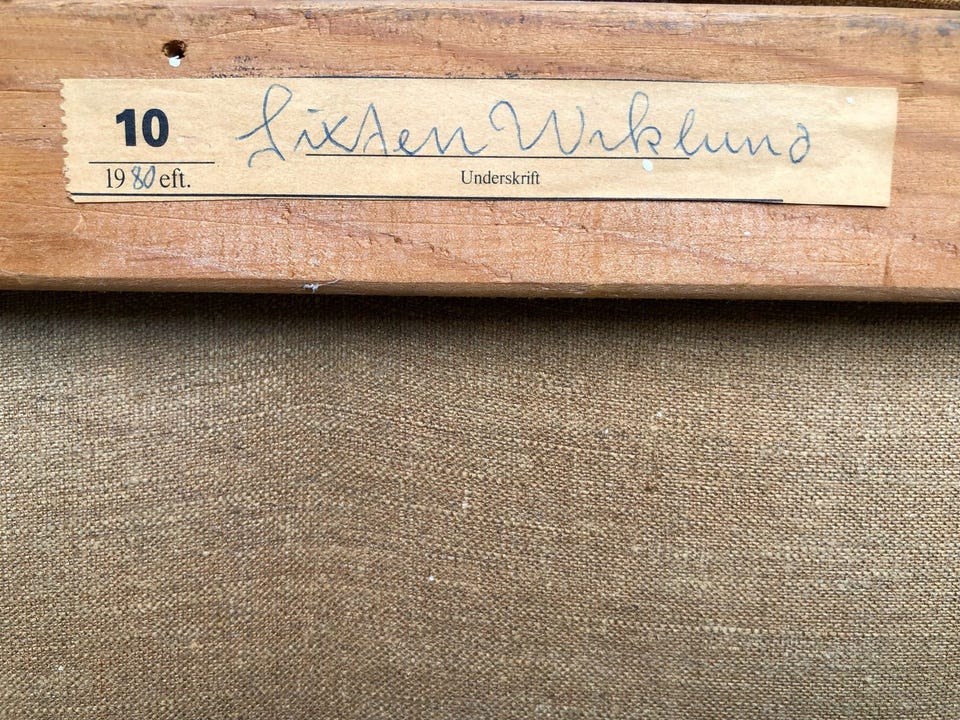 10 Sixten Wiklund
1980 eft. Underskrift